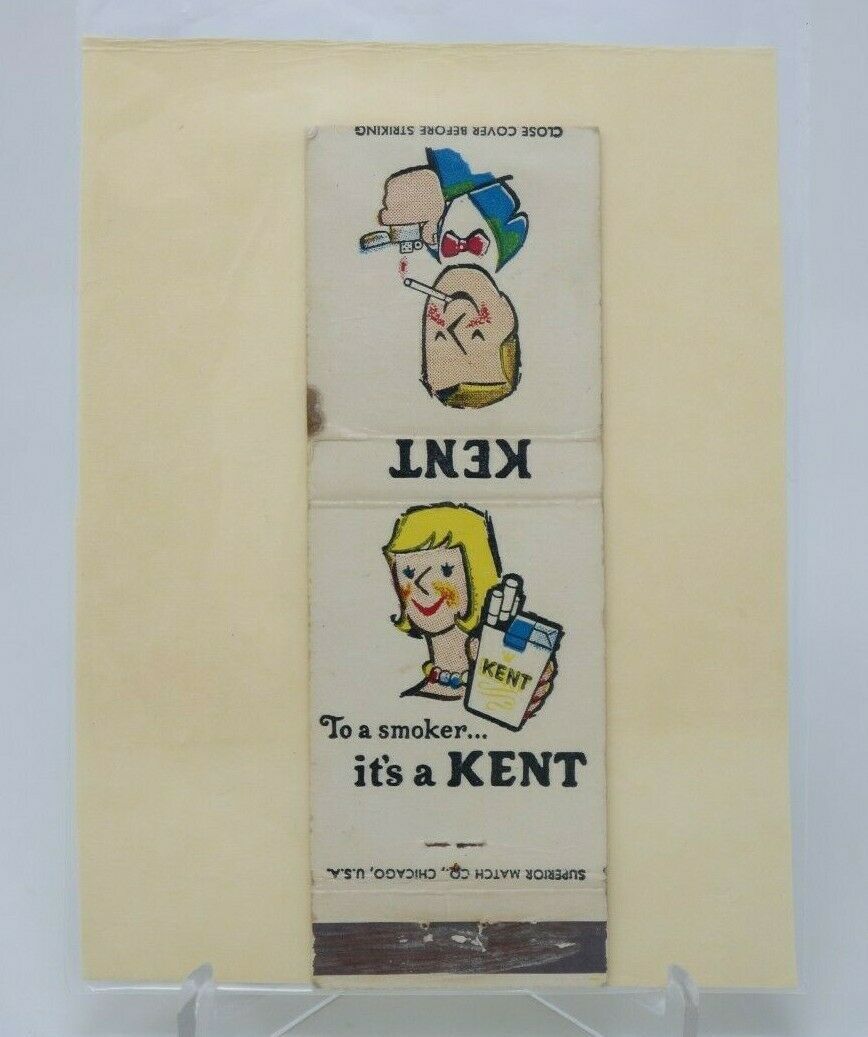 CLOSE COVER BEFORE STRIKING
KENT
KENT
To a smoker...
it's a KENT
SUPERIOR MATCH CO., CHICAGO, U.S.A.